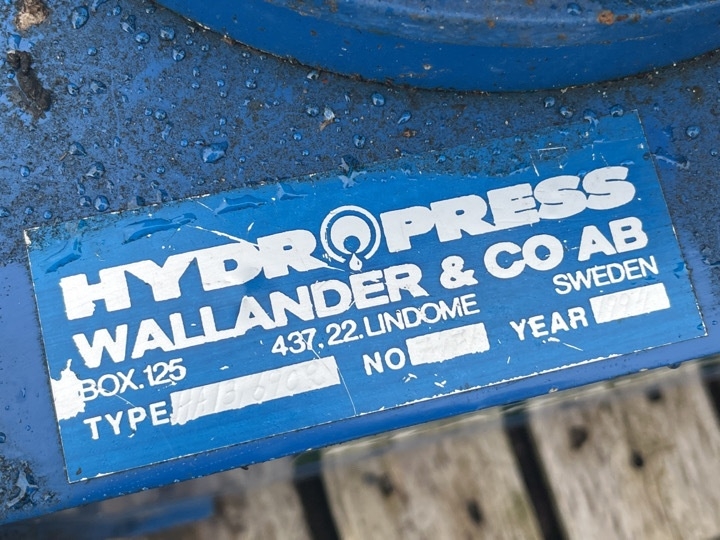 HYDROPRESS
WALLANDER & CO AB
BOX.125 437.22.LINDOME SWEDEN
TYPE NO YEAR